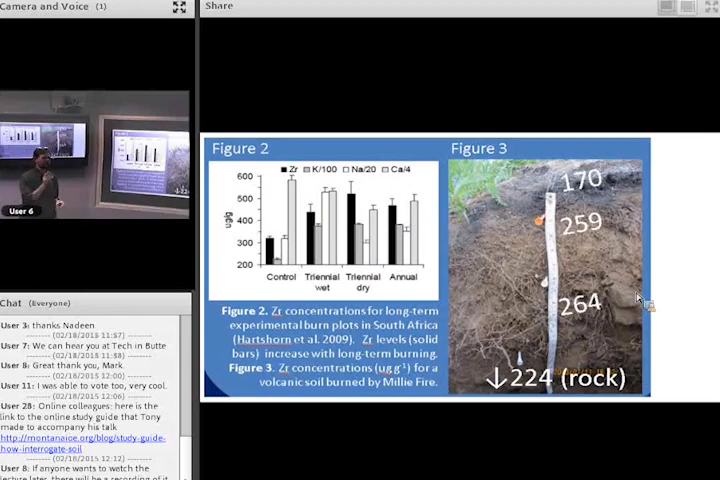 Camera and Voice (1)
Share
User 6
Chat (Everyone)
User 3: thanks Nadeen
-------- (02/18/2015 11:57) --------
User 7: We can hear you at Tech in Butte
-------- (02/18/2015 11:58) --------
User 8: Great thank you, Mark.
-------- (02/18/2015 12:00) --------
User 11: I was able to vote too, very cool.
-------- (02/18/2015 12:06) --------
User 28: Online colleagues: here is the
link to the online study guide that Tony
made to accompany his talk
http://montanaioe.org/blog/study-guide-
how-interrogate-soil
-------- (02/18/2015 12:12) --------
User 8: If anyone wants to watch the
lecture later, there will be a recording of it
Figure 2
Zr K/100 Na/20 Ca/4
600
500
400
300
200
ug/g
Control Triennial wet Triennial dry Annual
Figure 2. Zr concentrations for long-term
experimental burn plots in South Africa
(Hartshorn et al. 2009). Zr levels (solid
bars) increase with long-term burning.
Figure 3. Zr concentrations (ug g-1) for a
volcanic soil burned by Millie Fire.
Figure 3
170
259
264
↓224 (rock)